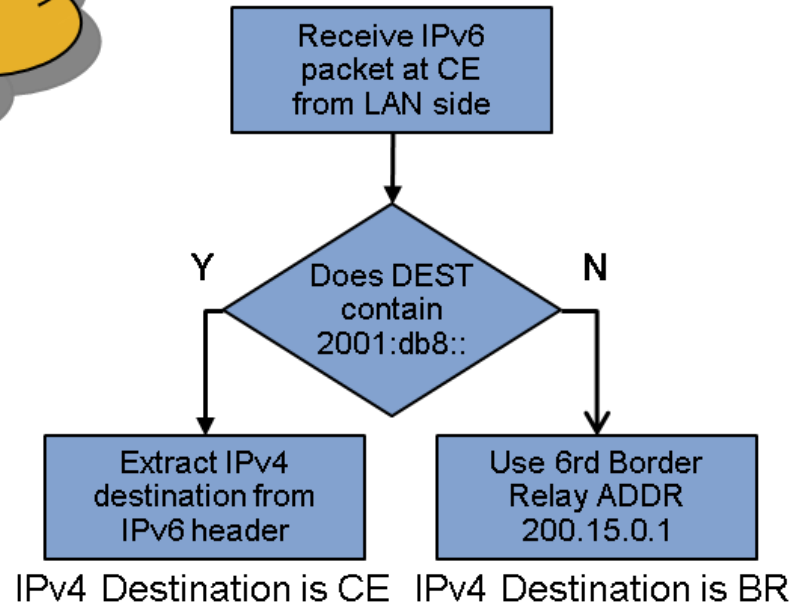 Receive IPv6
packet at CE
from LAN side
Y
N
Does DEST
contain
2001:db8::
Extract IPv4
destination from
IPv6 header
Use 6rd Border
Relay ADDR
200.15.0.1
IPv4 Destination is CE
IPv4 Destination is BR